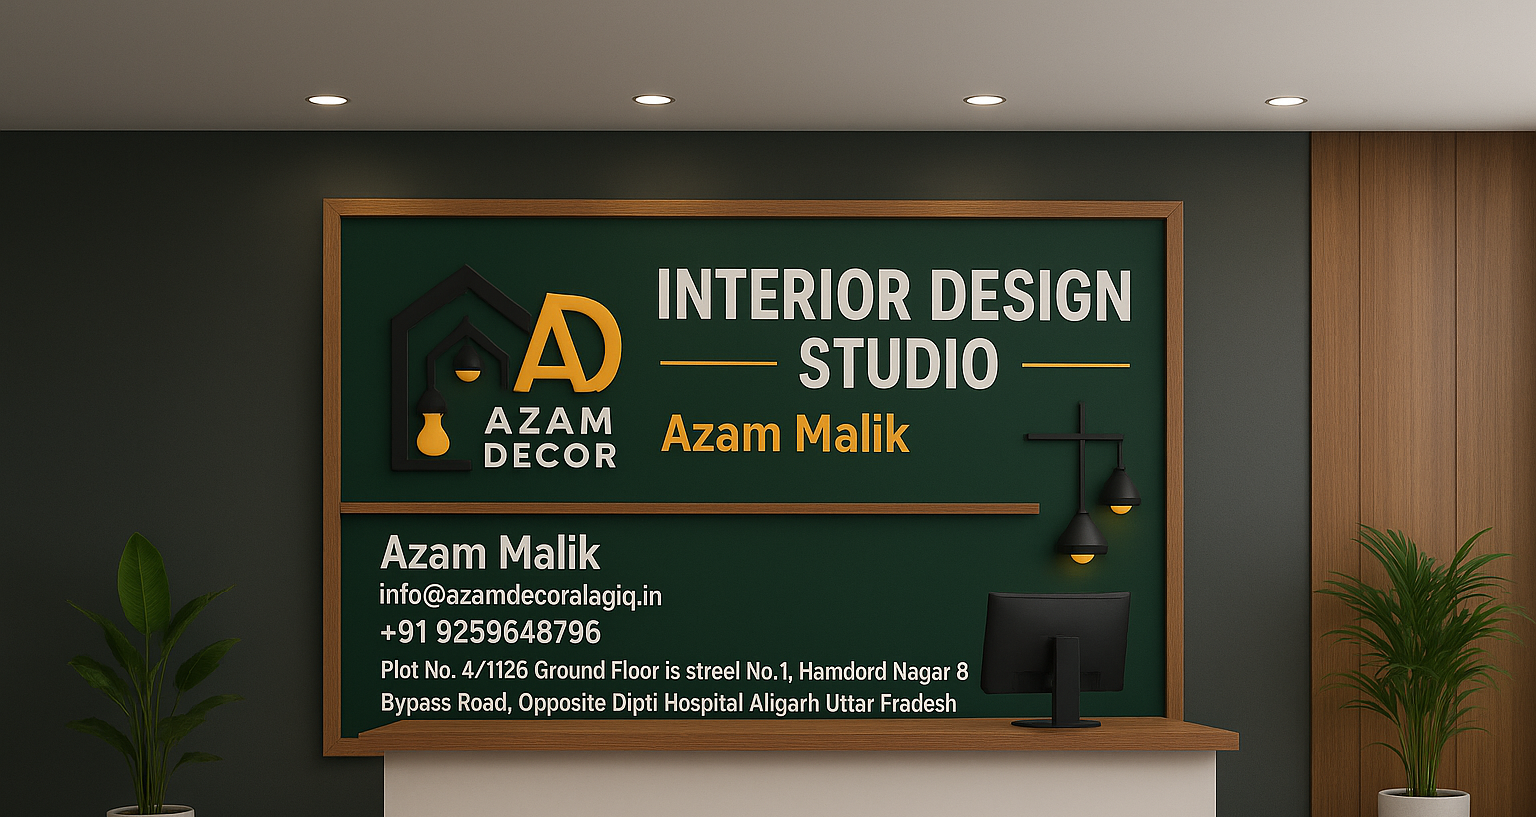 AD
AZAM
DECOR
INTERIOR DESIGN
STUDIO
Azam Malik
Azam Malik
info@azamdecoralagiq.in
+91 9259648796
Plot No. 4/1126 Ground Floor is streel No.1, Hamdord Nagar 8
Bypass Road, Opposite Dipti Hospital Aligarh Uttar Fradesh